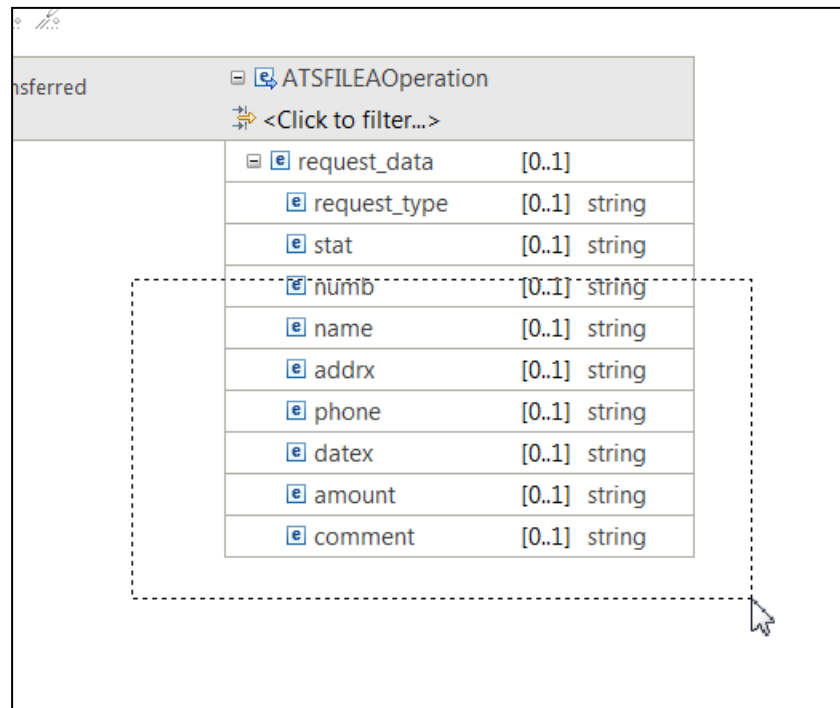 nsferred
ATSFILEAOperation
<Click to filter...>
request_data [0..1]
request_type [0..1] string
stat [0..1] string
numb [0..1] string
name [0..1] string
addrx [0..1] string
phone [0..1] string
datex [0..1] string
amount [0..1] string
comment [0..1] string